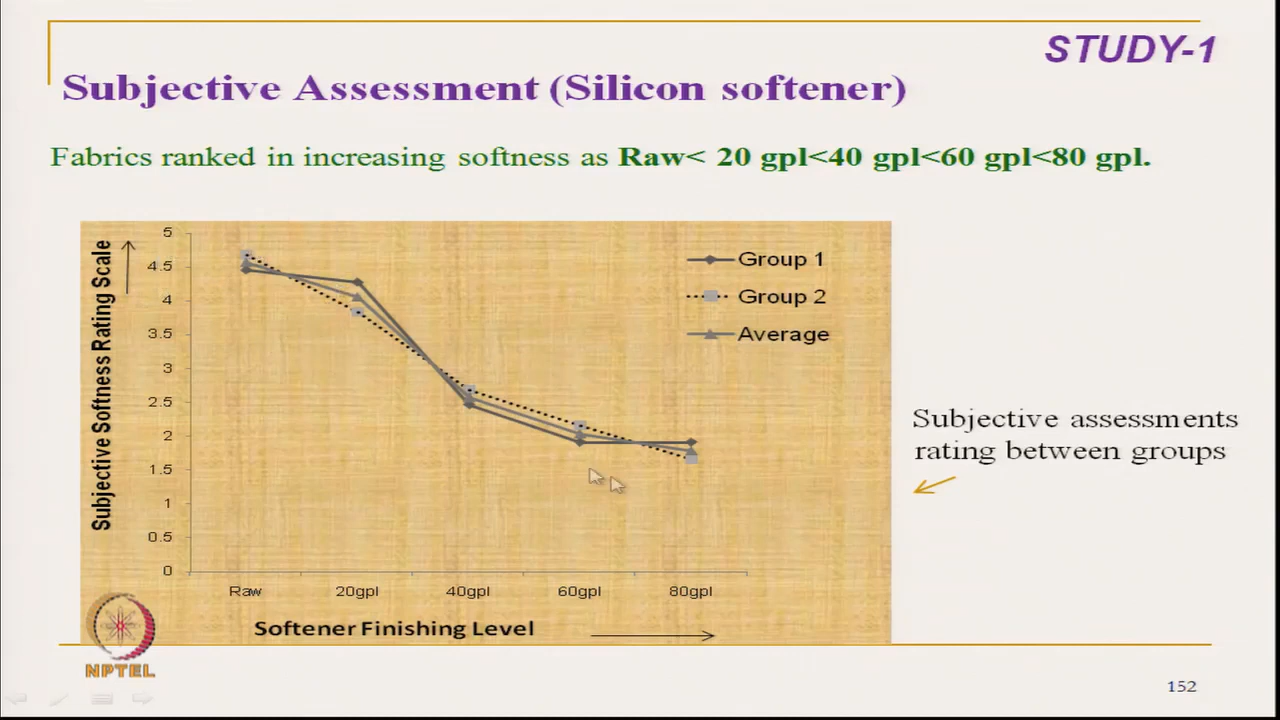 STUDY-1
Subjective Assessment (Silicon softener)
Fabrics ranked in increasing softness as Raw< 20 gpl<40 gpl<60 gpl<80 gpl.
Subjective Softness Rating Scale
5
4.5
4
3.5
3
2.5
2
1.5
1
0.5
0
Group 1
Group 2
Average
Raw 20gpl 40gpl 60gpl 80gpl
Softener Finishing Level
Subjective assessments
rating between groups
NPTEL
152